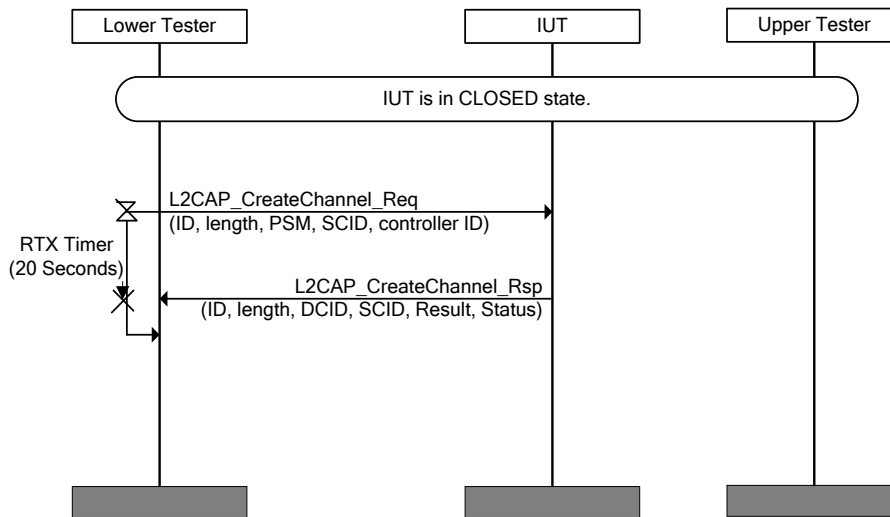 Lower Tester
IUT
Upper Tester
IUT is in CLOSED state.
L2CAP_CreateChannel_Req
(ID, length, PSM, SCID, controller ID)
RTX Timer
(20 Seconds)
L2CAP_CreateChannel_Rsp
(ID, length, DCID, SCID, Result, Status)